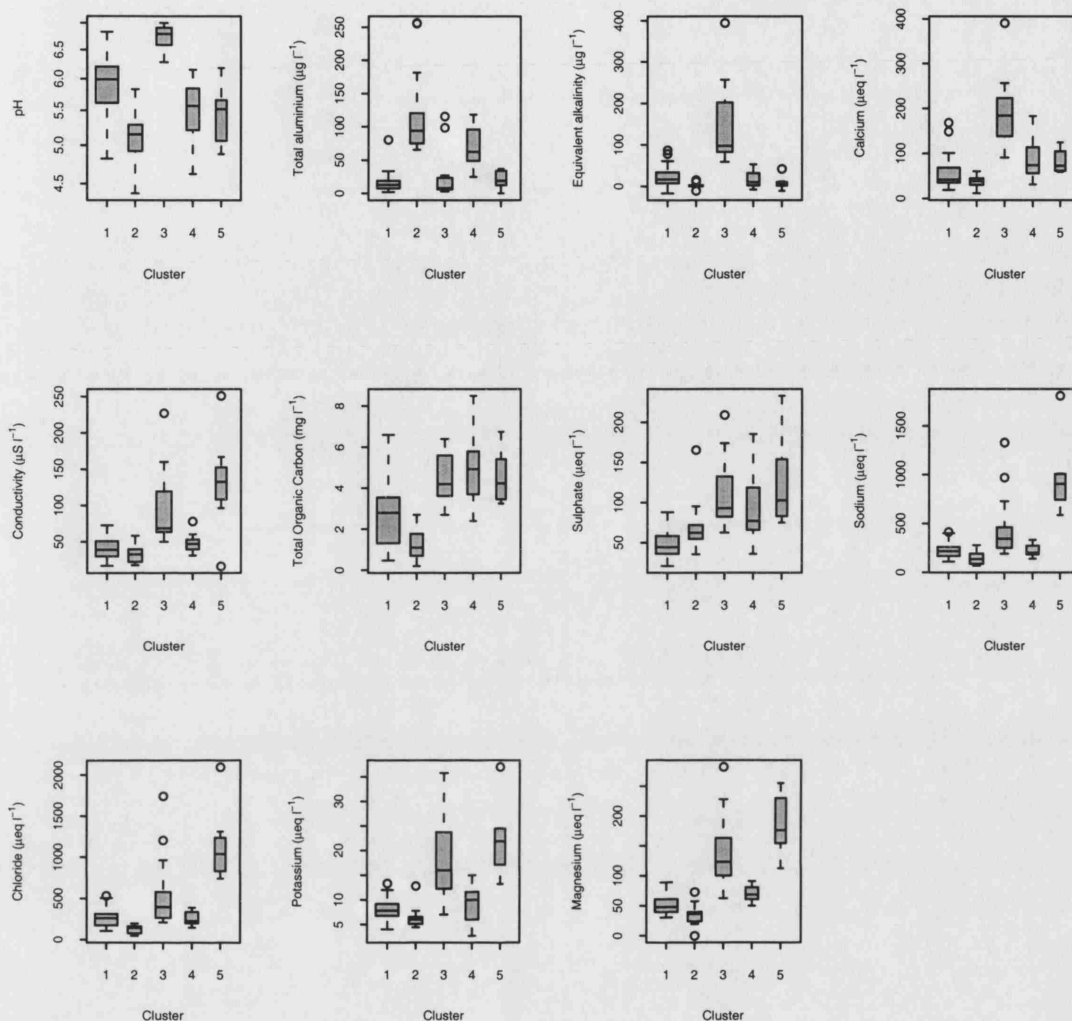 pH
4.5 5.0 5.5 6.0 6.5
1 2 3 4 5
Cluster
Total aluminium (µg l⁻¹)
0 50 100 150 200 250
1 2 3 4 5
Cluster
Equivalent alkalinity (µg l⁻¹)
0 100 200 300 400
1 2 3 4 5
Cluster
Calcium (µeq l⁻¹)
0 100 200 300 400
1 2 3 4 5
Cluster
Conductivity (µS l⁻¹)
50 100 150 200 250
1 2 3 4 5
Cluster
Total Organic Carbon (mg l⁻¹)
0 2 4 6 8
1 2 3 4 5
Cluster
Sulphate (µeq l⁻¹)
50 100 150 200
1 2 3 4 5
Cluster
Sodium (µeq l⁻¹)
0 500 1000 1500
1 2 3 4 5
Cluster
Chloride (µeq l⁻¹)
0 500 1000 2000
1 2 3 4 5
Cluster
Potassium (µeq l⁻¹)
5 10 20 30
1 2 3 4 5
Cluster
Magnesium (µeq l⁻¹)
0 50 100 200
1 2 3 4 5
Cluster